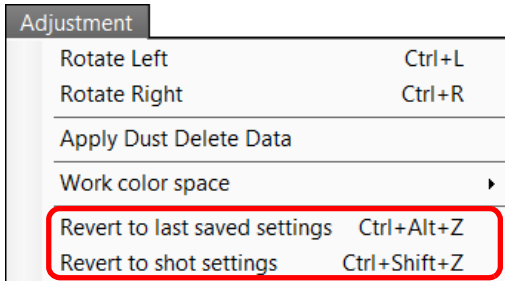 Adjustment
Rotate Left Ctrl+L
Rotate Right Ctrl+R
Apply Dust Delete Data
Work color space
Revert to last saved settings Ctrl+Alt+Z
Revert to shot settings Ctrl+Shift+Z